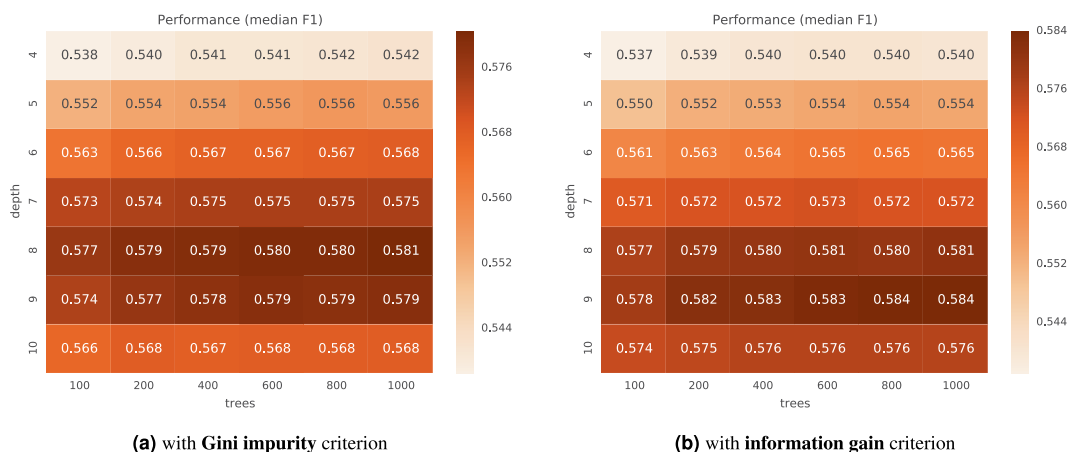 Performance (median F1)
4 0.538 0.540 0.541 0.541 0.542 0.542
5 0.552 0.554 0.554 0.556 0.556 0.556
6 0.563 0.566 0.567 0.567 0.567 0.568
7 0.573 0.574 0.575 0.575 0.575 0.575
8 0.577 0.579 0.579 0.580 0.580 0.581
9 0.574 0.577 0.578 0.579 0.579 0.579
10 0.566 0.568 0.567 0.568 0.568 0.568
depth
100 200 400 600 800 1000
trees
0.576
0.568
0.560
0.552
0.544
(a) with Gini impurity criterion
Performance (median F1)
4 0.537 0.539 0.540 0.540 0.540 0.540
5 0.550 0.552 0.553 0.554 0.554 0.554
6 0.561 0.563 0.564 0.565 0.565 0.565
7 0.571 0.572 0.572 0.573 0.572 0.572
8 0.577 0.579 0.580 0.581 0.580 0.581
9 0.578 0.582 0.583 0.583 0.584 0.584
10 0.574 0.575 0.576 0.576 0.576 0.576
depth
100 200 400 600 800 1000
trees
0.584
0.576
0.568
0.560
0.552
0.544
(b) with information gain criterion